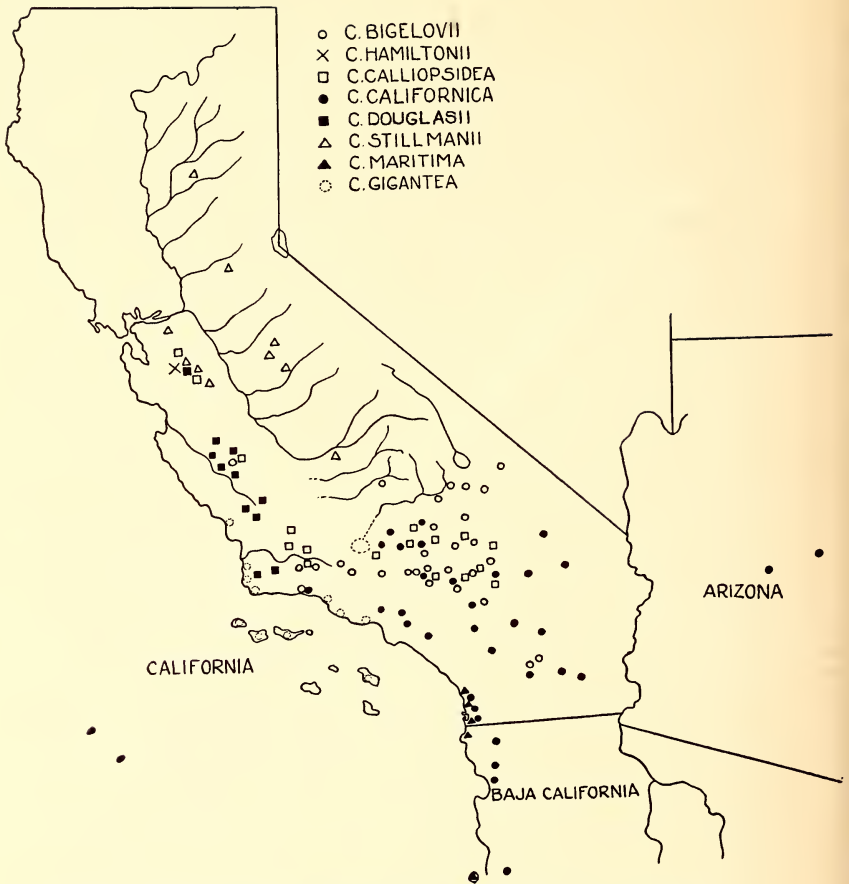 C. BIGELOVII
C. HAMILTONII
C. CALLIOPSIDEA
C. CALIFORNICA
C. DOUGLASII
C. STILLMANII
C. MARITIMA
C. GIGANTEA
ARIZONA
CALIFORNIA
BAJA CALIFORNIA